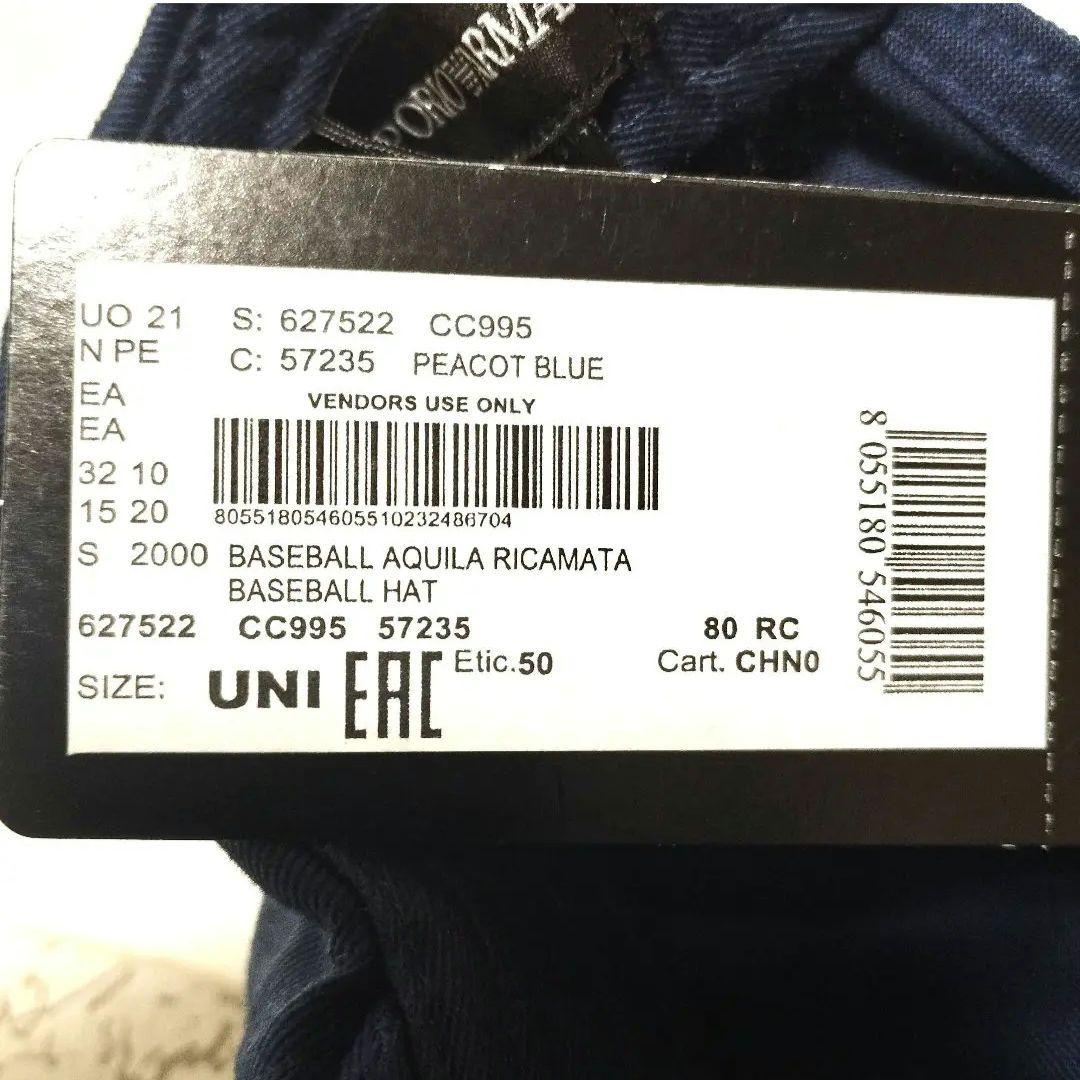 UO 21 S: 627522 CC995
N PE C: 57235 PEACOT BLUE
EA VENDORS USE ONLY
EA
32 10
15 20 805518054605510232486704
S 2000 BASEBALL AQUILA RICAMATA
BASEBALL HAT
627522 CC995 57235 80 RC
SIZE: UNI EAC Etic.50 Cart. CHN0
8 055180 546055